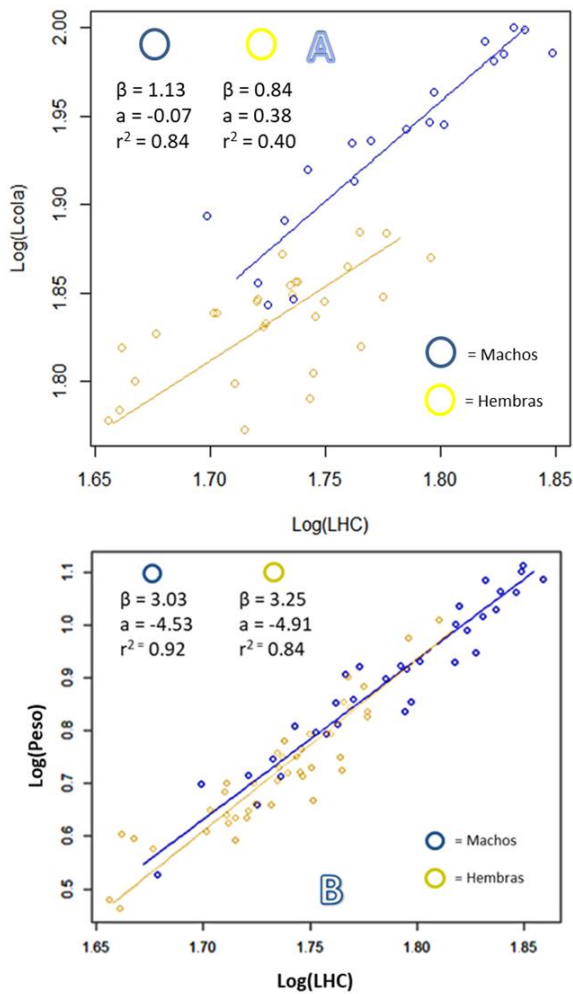 A
β = 1.13 β = 0.84
a = -0.07 a = 0.38
r² = 0.84 r² = 0.40
Log(Lcola)
2.00
1.95
1.90
1.85
1.80
= Machos
= Hembras
1.65 1.70 1.75 1.80 1.85
Log(LHC)
β = 3.03 β = 3.25
a = -4.53 a = -4.91
r² = 0.92 r² = 0.84
Log(Peso)
1.1
1.0
0.9
0.8
0.7
0.6
0.5
= Machos
= Hembras
B
1.65 1.70 1.75 1.80 1.85
Log(LHC)